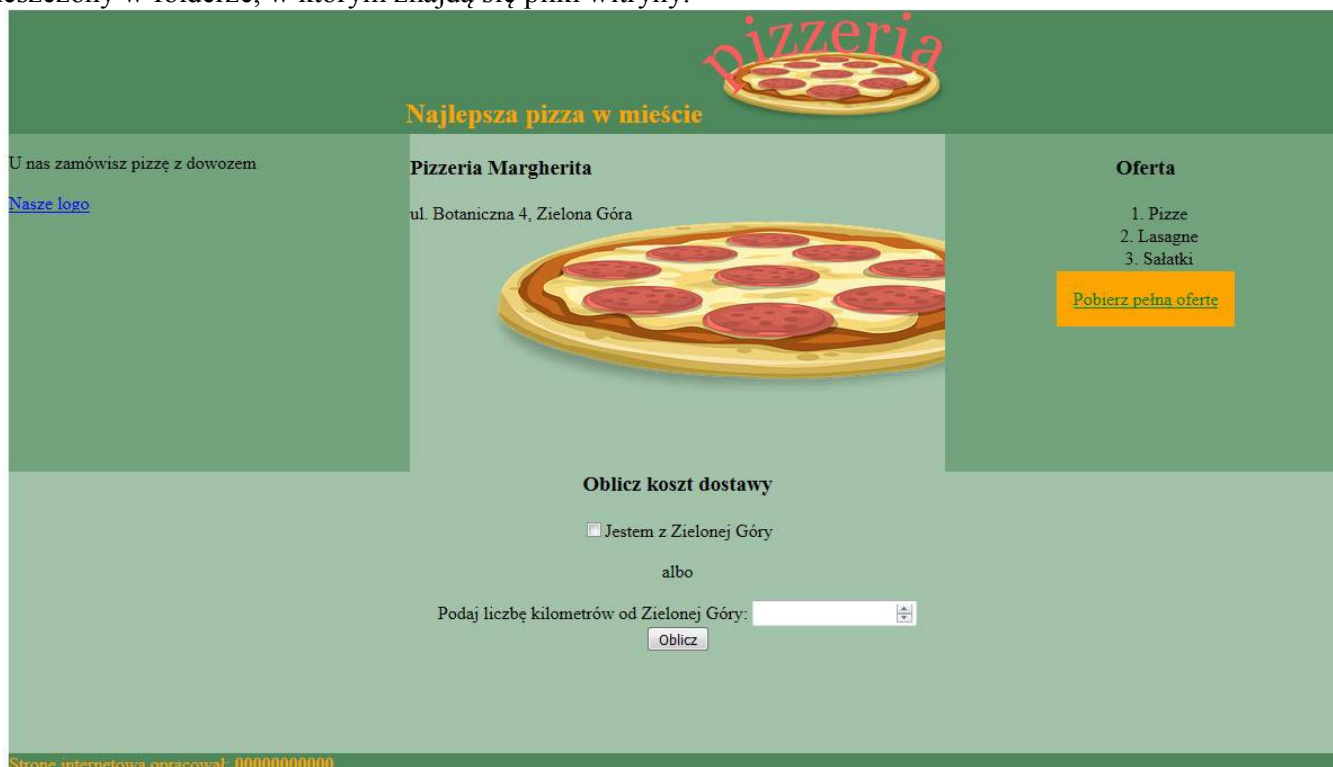 pizzeria
Najlepsza pizza w mieście
U nas zamówisz pizzę z dowozem
Nasze logo
Pizzeria Margherita
ul. Botaniczna 4, Zielona Góra
Oferta
1. Pizze
2. Lasagne
3. Sałatki
Pobierz pełną ofertę
Oblicz koszt dostawy
Jestem z Zielonej Góry
albo
Podaj liczbę kilometrów od Zielonej Góry:
Oblicz
Stronę internetową opracował: 00000000000